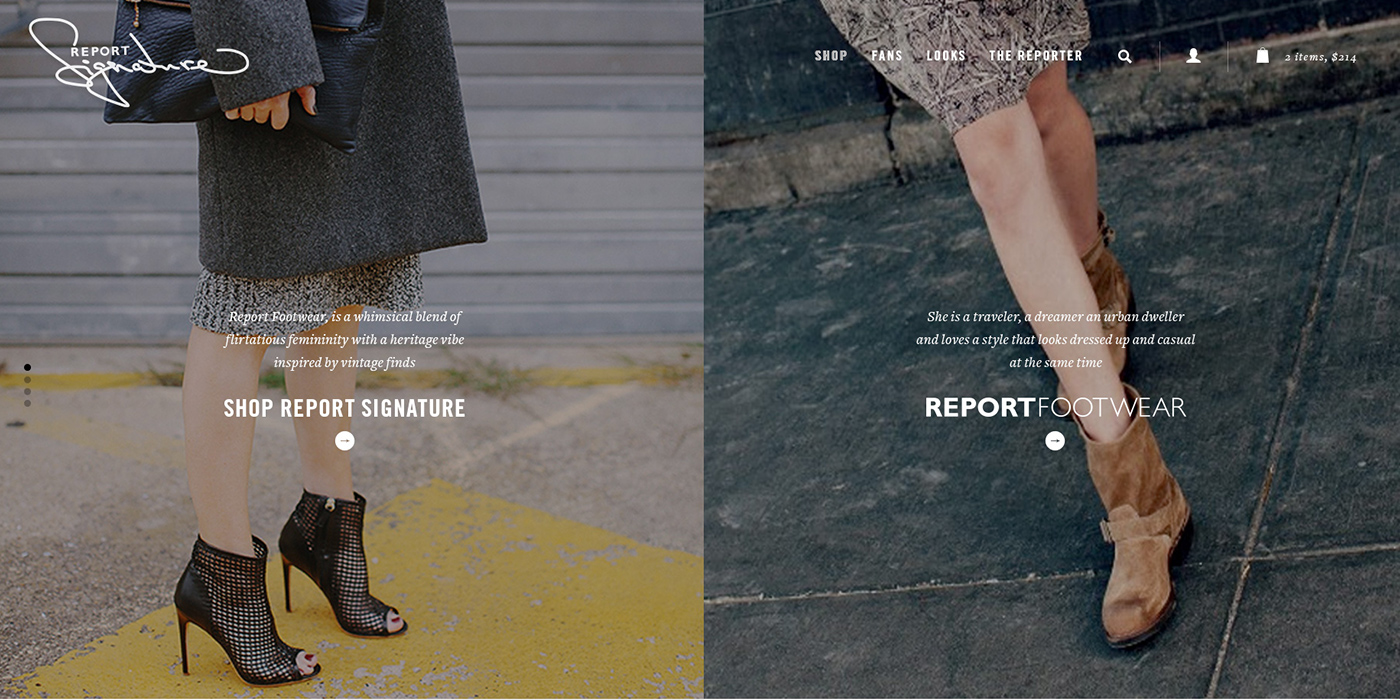 REPORT
Signature
SHOP FANS LOOKS THE REPORTER
2 items, $214
Report Footwear, is a whimsical blend of
flirtatious femininity with a heritage vibe
inspired by vintage finds
SHOP REPORT SIGNATURE
She is a traveler, a dreamer an urban dweller
and loves a style that looks dressed up and casual
at the same time
REPORTFOOTWEAR